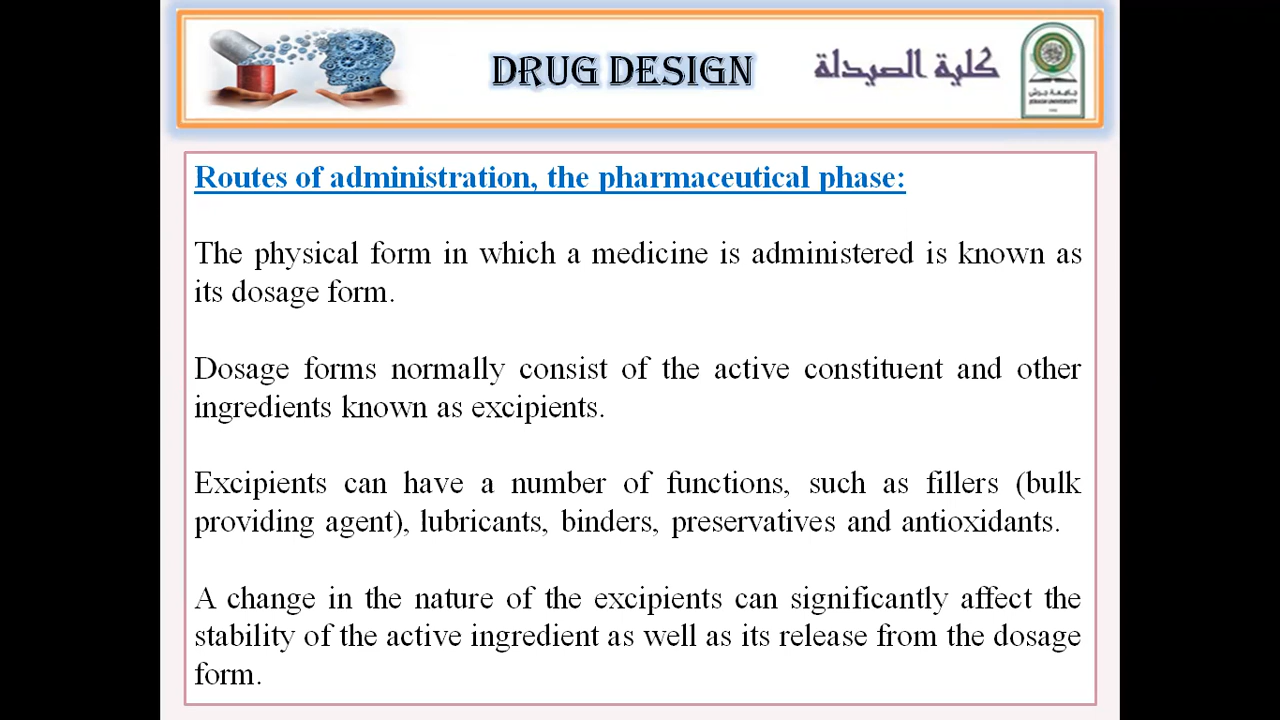 DRUG DESIGN
كلية الصيدلة
جامعة جرش
JERASH UNIVERSITY
Routes of administration, the pharmaceutical phase:
The physical form in which a medicine is administered is known as
its dosage form.
Dosage forms normally consist of the active constituent and other
ingredients known as excipients.
Excipients can have a number of functions, such as fillers (bulk
providing agent), lubricants, binders, preservatives and antioxidants.
A change in the nature of the excipients can significantly affect the
stability of the active ingredient as well as its release from the dosage
form.